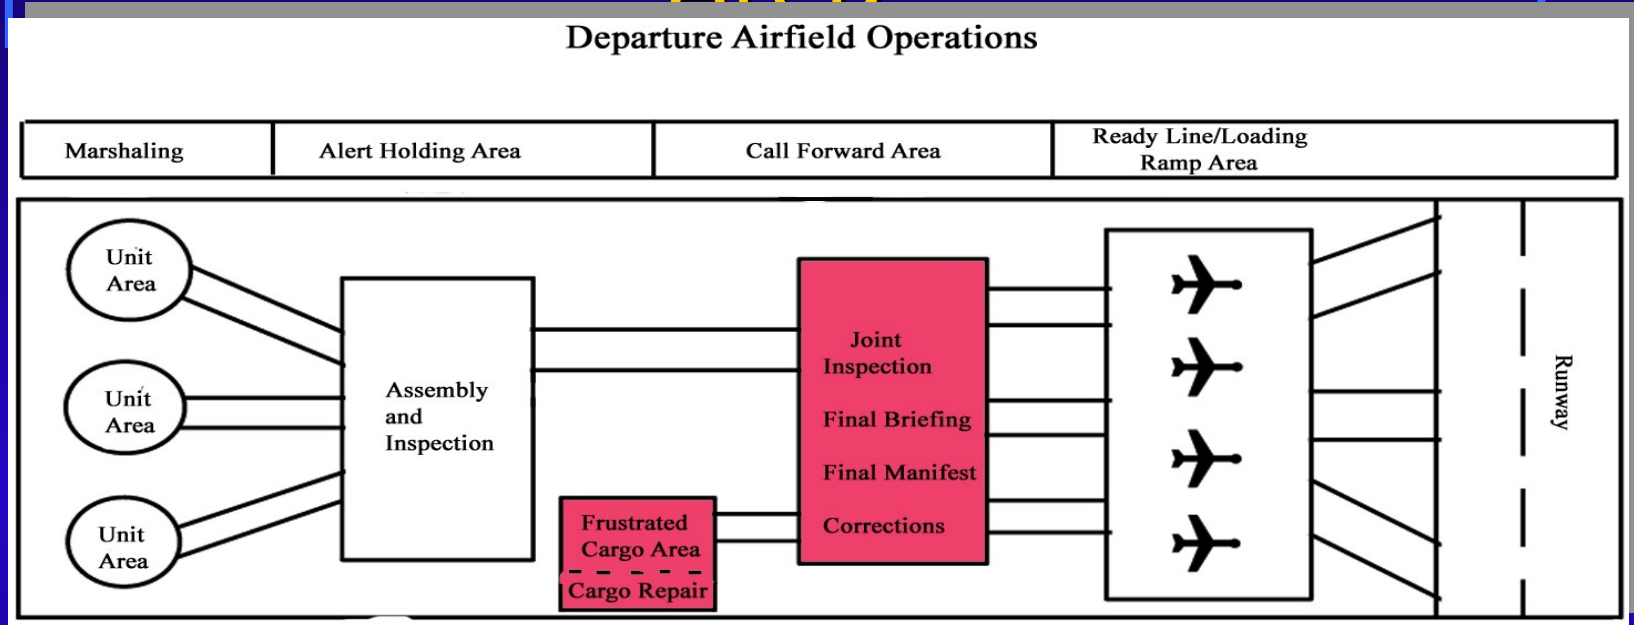 Departure Airfield Operations
Marshaling
Alert Holding Area
Call Forward Area
Ready Line/Loading
Ramp Area
Unit
Area
Unit
Area
Unit
Area
Assembly
and
Inspection
Frustrated
Cargo Area
Cargo Repair
Joint
Inspection
Final Briefing
Final Manifest
Corrections
Runway